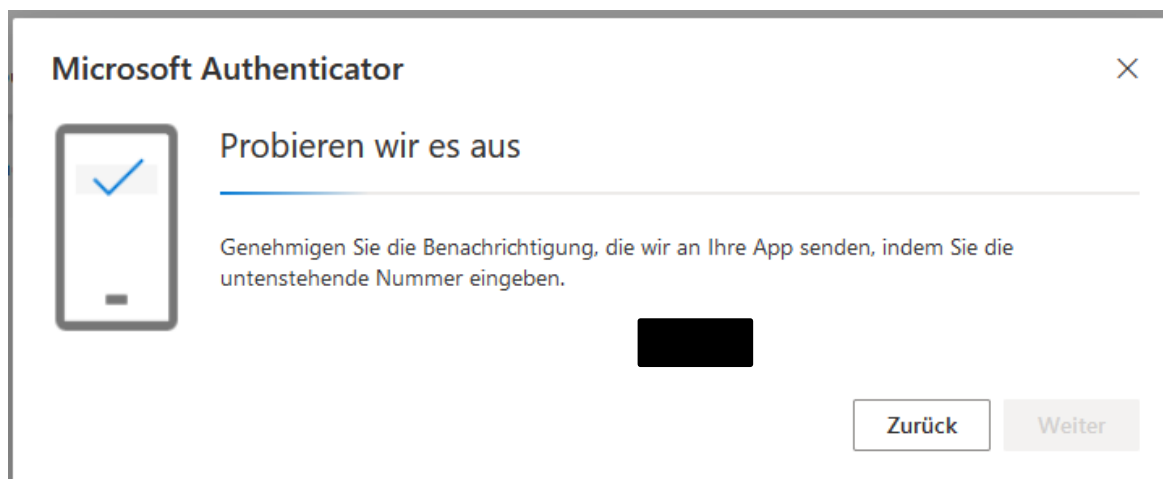 Microsoft Authenticator
Probieren wir es aus
Genehmigen Sie die Benachrichtigung, die wir an Ihre App senden, indem Sie die
untenstehende Nummer eingeben.
Zurück
Weiter